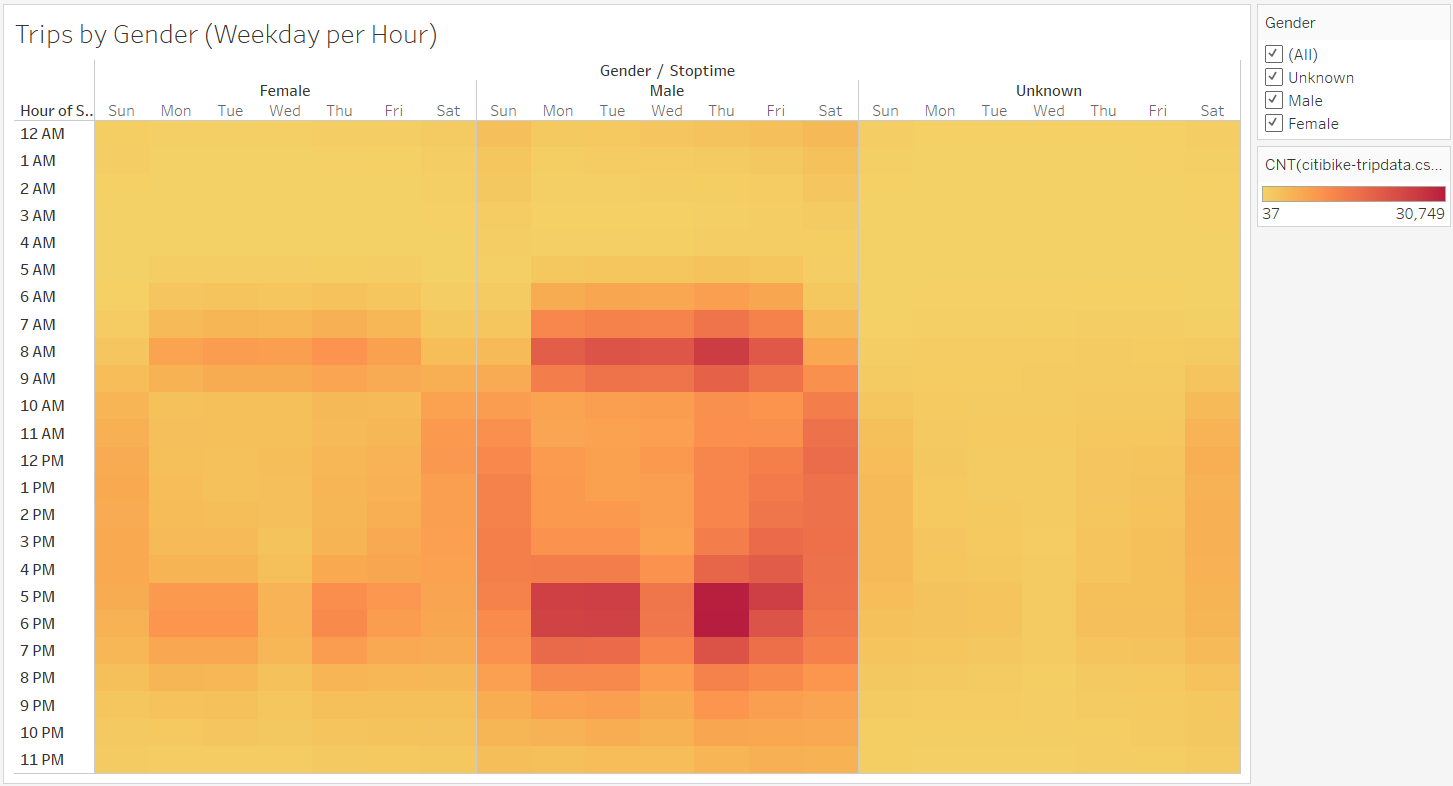 Trips by Gender (Weekday per Hour)
Gender / Stoptime
Female Male Unknown
Hour of S.. Sun Mon Tue Wed Thu Fri Sat Sun Mon Tue Wed Thu Fri Sat Sun Mon Tue Wed Thu Fri Sat
12 AM
1 AM
2 AM
3 AM
4 AM
5 AM
6 AM
7 AM
8 AM
9 AM
10 AM
11 AM
12 PM
1 PM
2 PM
3 PM
4 PM
5 PM
6 PM
7 PM
8 PM
9 PM
10 PM
11 PM
Gender
(All)
Unknown
Male
Female
CNT(citibike-tripdata.cs...
37 30,749